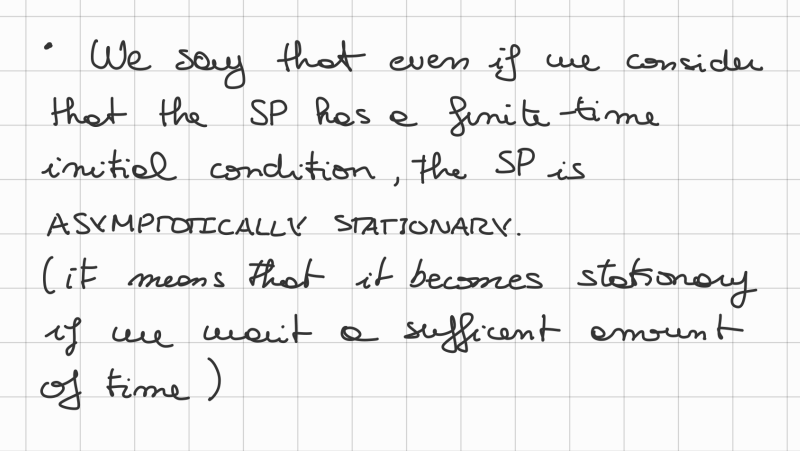 • We say that even if we consider
that the SP has a finite-time
initial condition, the SP is
ASYMPTOTICALLY STATIONARY.
(it means that it becomes stationary
if we wait a sufficent amount
of time)